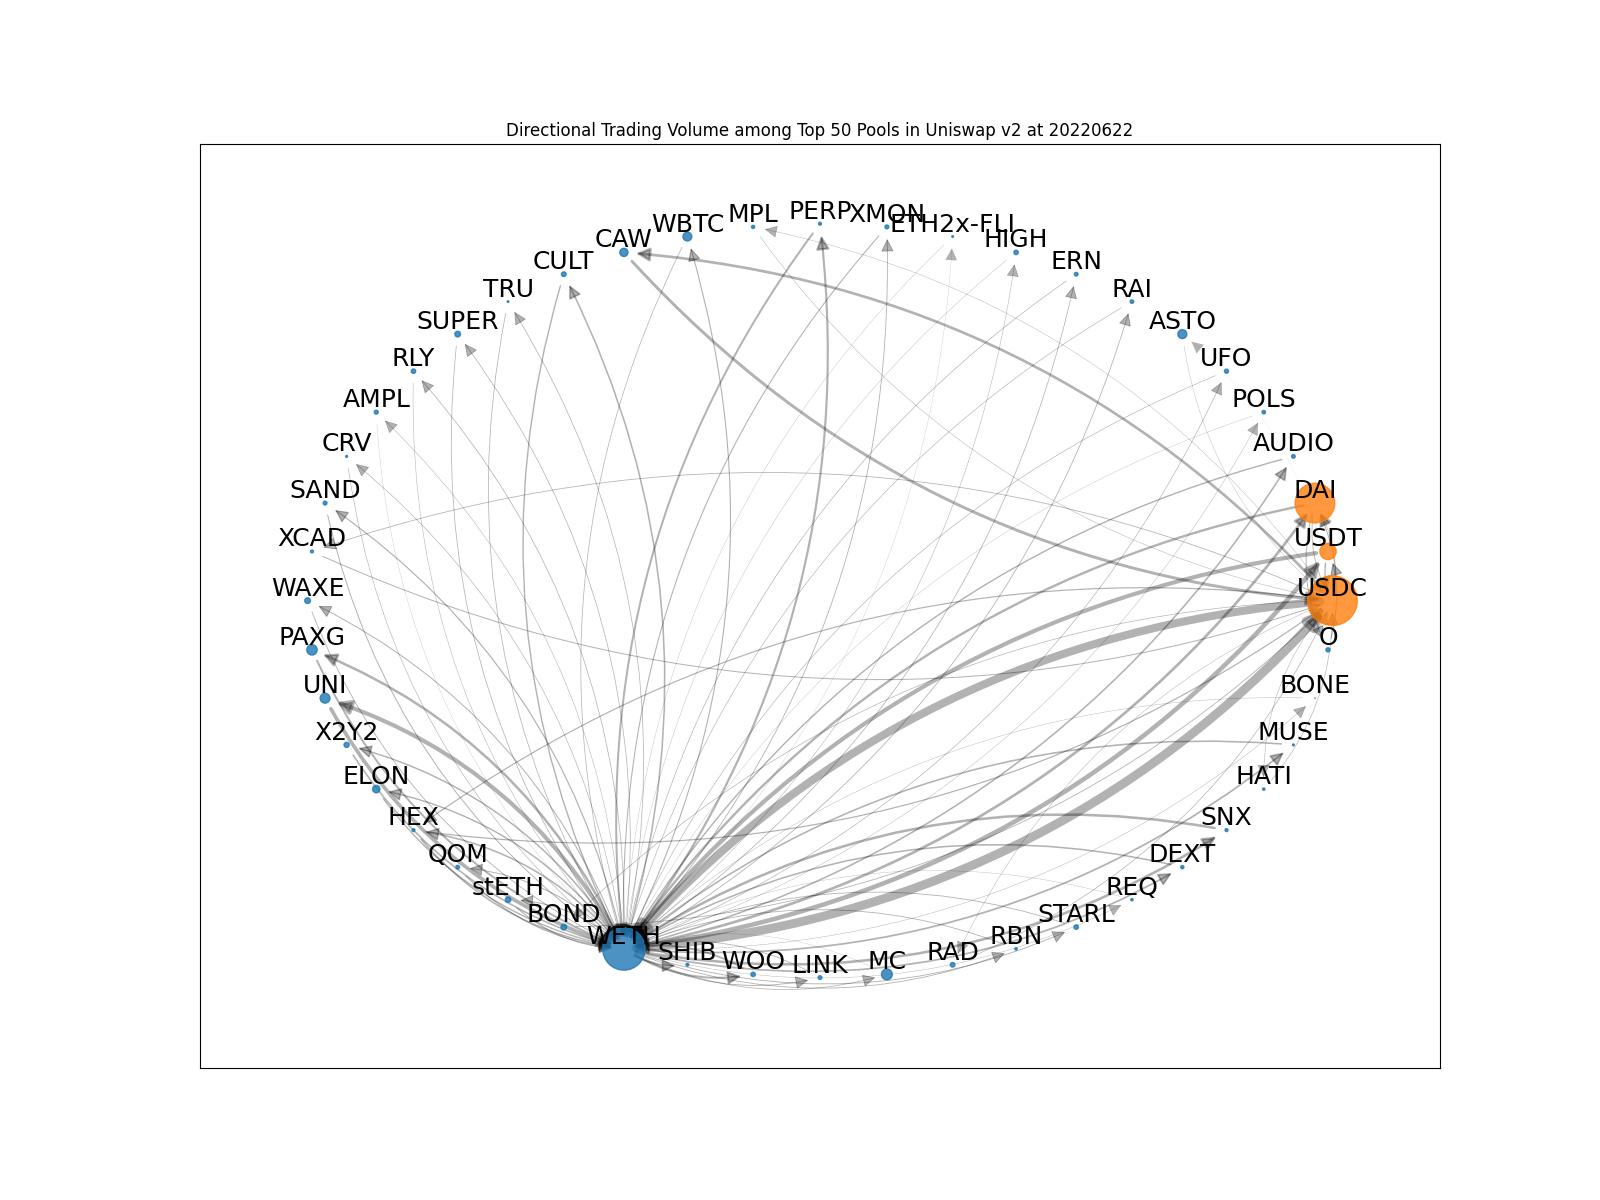 Directional Trading Volume among Top 50 Pools in Uniswap v2 at 20220622
MPL
PERP
XMON
WBTC
ETH2x-FLI
CAW
HIGH
CULT
ERN
TRU
RAI
SUPER
ASTO
RLY
UFO
AMPL
POLS
CRV
AUDIO
SAND
DAI
XCAD
USDT
WAXE
USDC
PAXG
O
UNI
BONE
X2Y2
MUSE
ELON
HATI
HEX
SNX
QOM
DEXT
stETH
REQ
BOND
STARL
WETH
RBN
SHIB
RAD
WOO
LINK
MC